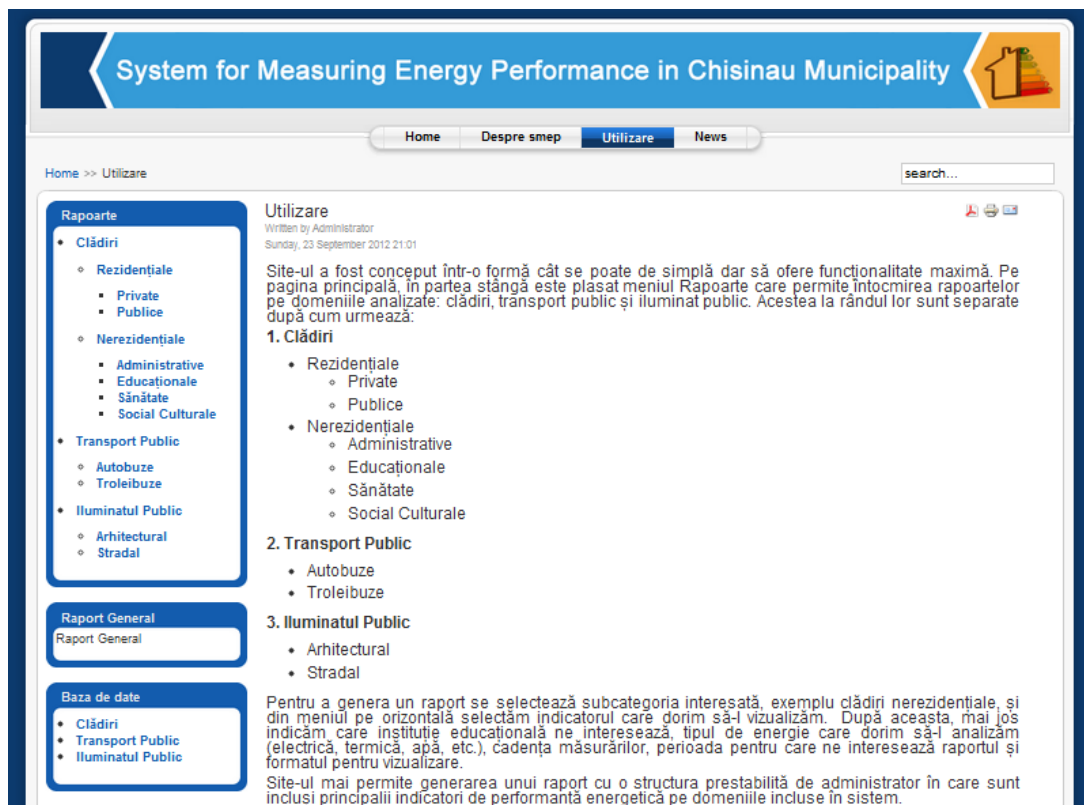 System for Measuring Energy Performance in Chisinau Municipality
Home Despre smep Utilizare News
Home >> Utilizare
search...
Rapoarte
Clădiri
Rezidențiale
Private
Publice
Nerezidențiale
Administrative
Educaționale
Sănătate
Social Culturale
Transport Public
Autobuze
Troleibuze
Iluminatul Public
Arhitectural
Stradal
Raport General
Raport General
Baza de date
Clădiri
Transport Public
Iluminatul Public
Utilizare
Written by Administrator
Sunday, 23 September 2012 21:01
Site-ul a fost conceput într-o formă cât se poate de simplă dar să ofere funcționalitate maximă. Pe
pagina principală, în partea stângă este plasat meniul Rapoarte care permite întocmirea rapoartelor
pe domeniile analizate: clădiri, transport public și iluminat public. Acestea la rândul lor sunt separate
după cum urmează:
1. Clădiri
Rezidențiale
Private
Publice
Nerezidențiale
Administrative
Educaționale
Sănătate
Social Culturale
2. Transport Public
Autobuze
Troleibuze
3. Iluminatul Public
Arhitectural
Stradal
Pentru a genera un raport se selectează subcategoria interesată, exemplu clădiri nerezidențiale, și
din meniul pe orizontală selectăm indicatorul care dorim să-l vizualizăm. După aceasta, mai jos
indicăm care instituție educațională ne interesează, tipul de energie care dorim să-l analizăm
(electrică, termică, apă, etc.), cadența măsurărilor, perioada pentru care ne interesează raportul și
formatul pentru vizualizare.
Site-ul mai permite generarea unui raport cu o structura prestabilită de administrator în care sunt
incluși principalii indicatori de performanță energetică pe domeniile incluse în sistem.